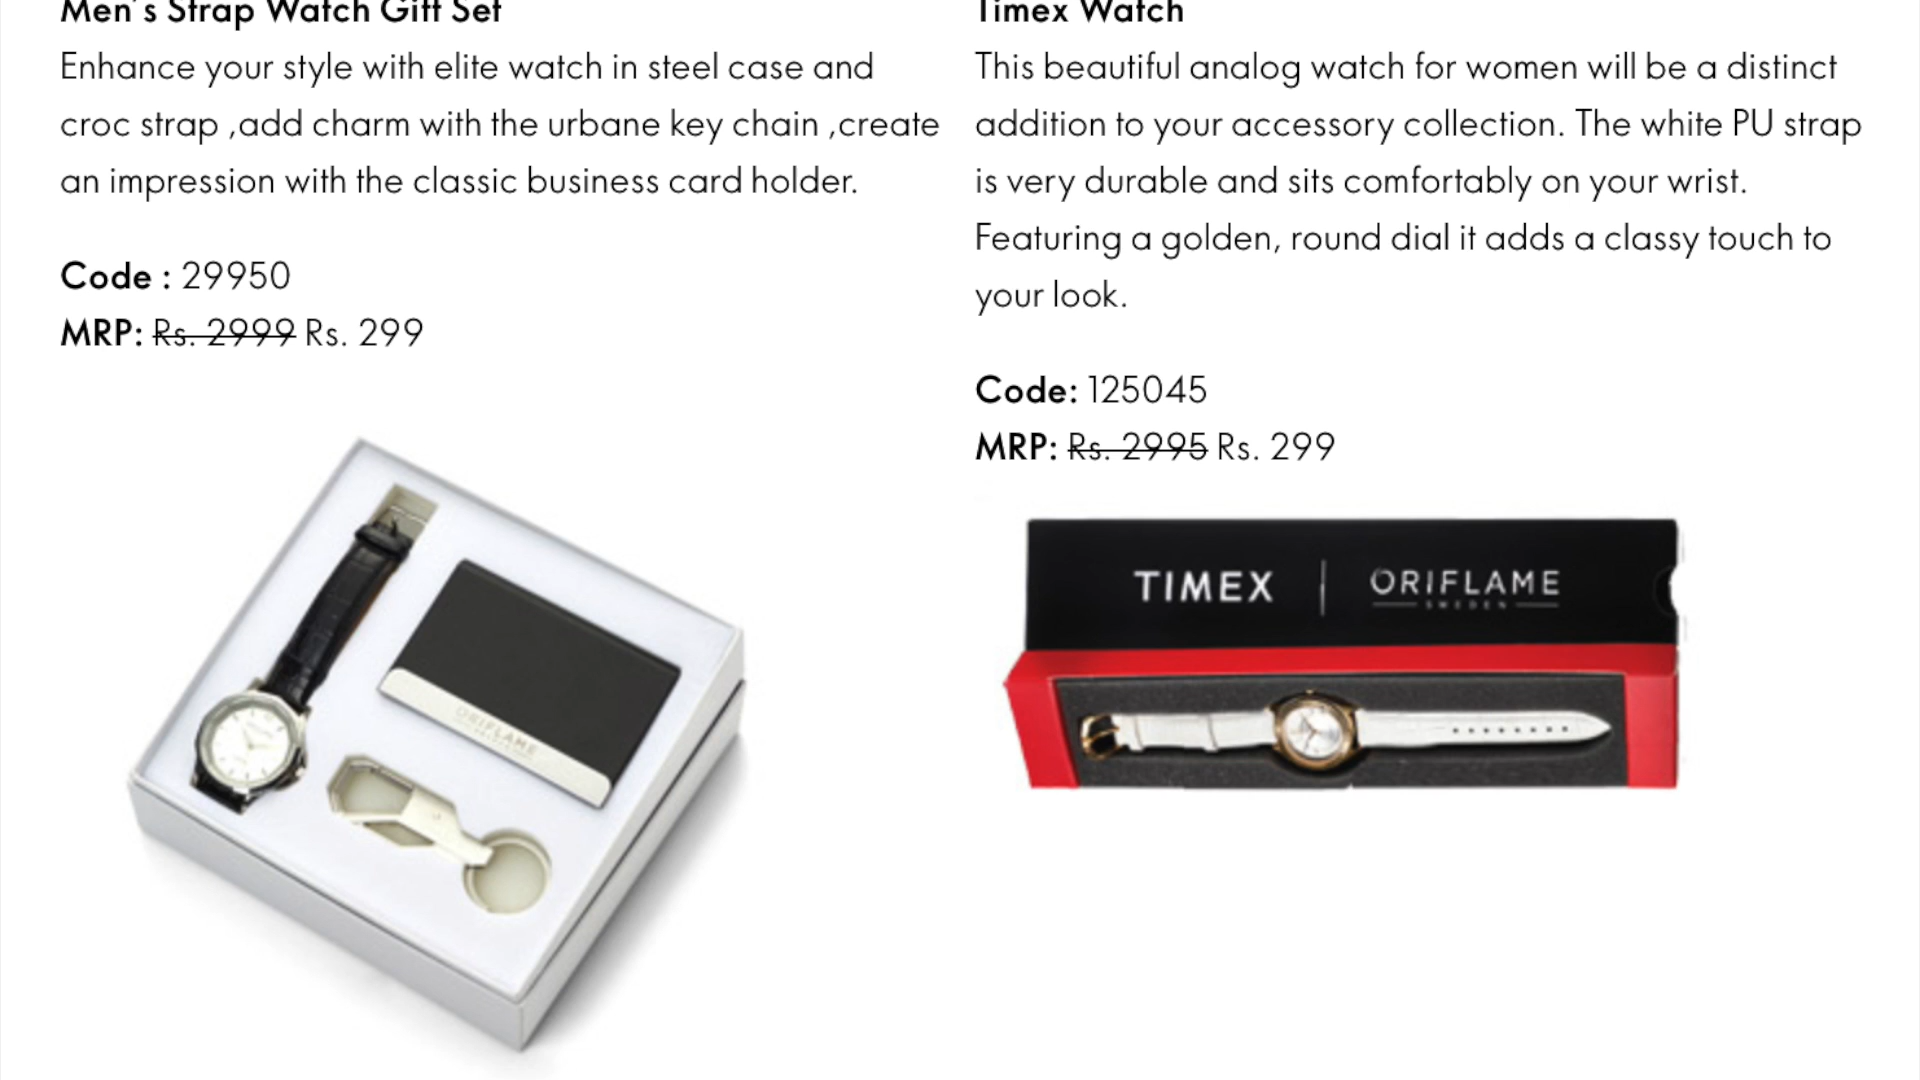 Men's Strap Watch Gift Set
Enhance your style with elite watch in steel case and
croc strap ,add charm with the urbane key chain ,create
an impression with the classic business card holder.
Code : 29950
MRP: Rs. 2999 Rs. 299
ORIFLAME
Timex Watch
This beautiful analog watch for women will be a distinct
addition to your accessory collection. The white PU strap
is very durable and sits comfortably on your wrist.
Featuring a golden, round dial it adds a classy touch to
your look.
Code: 125045
MRP: Rs. 2995 Rs. 299
TIMEX | ORIFLAME
SWEDEN